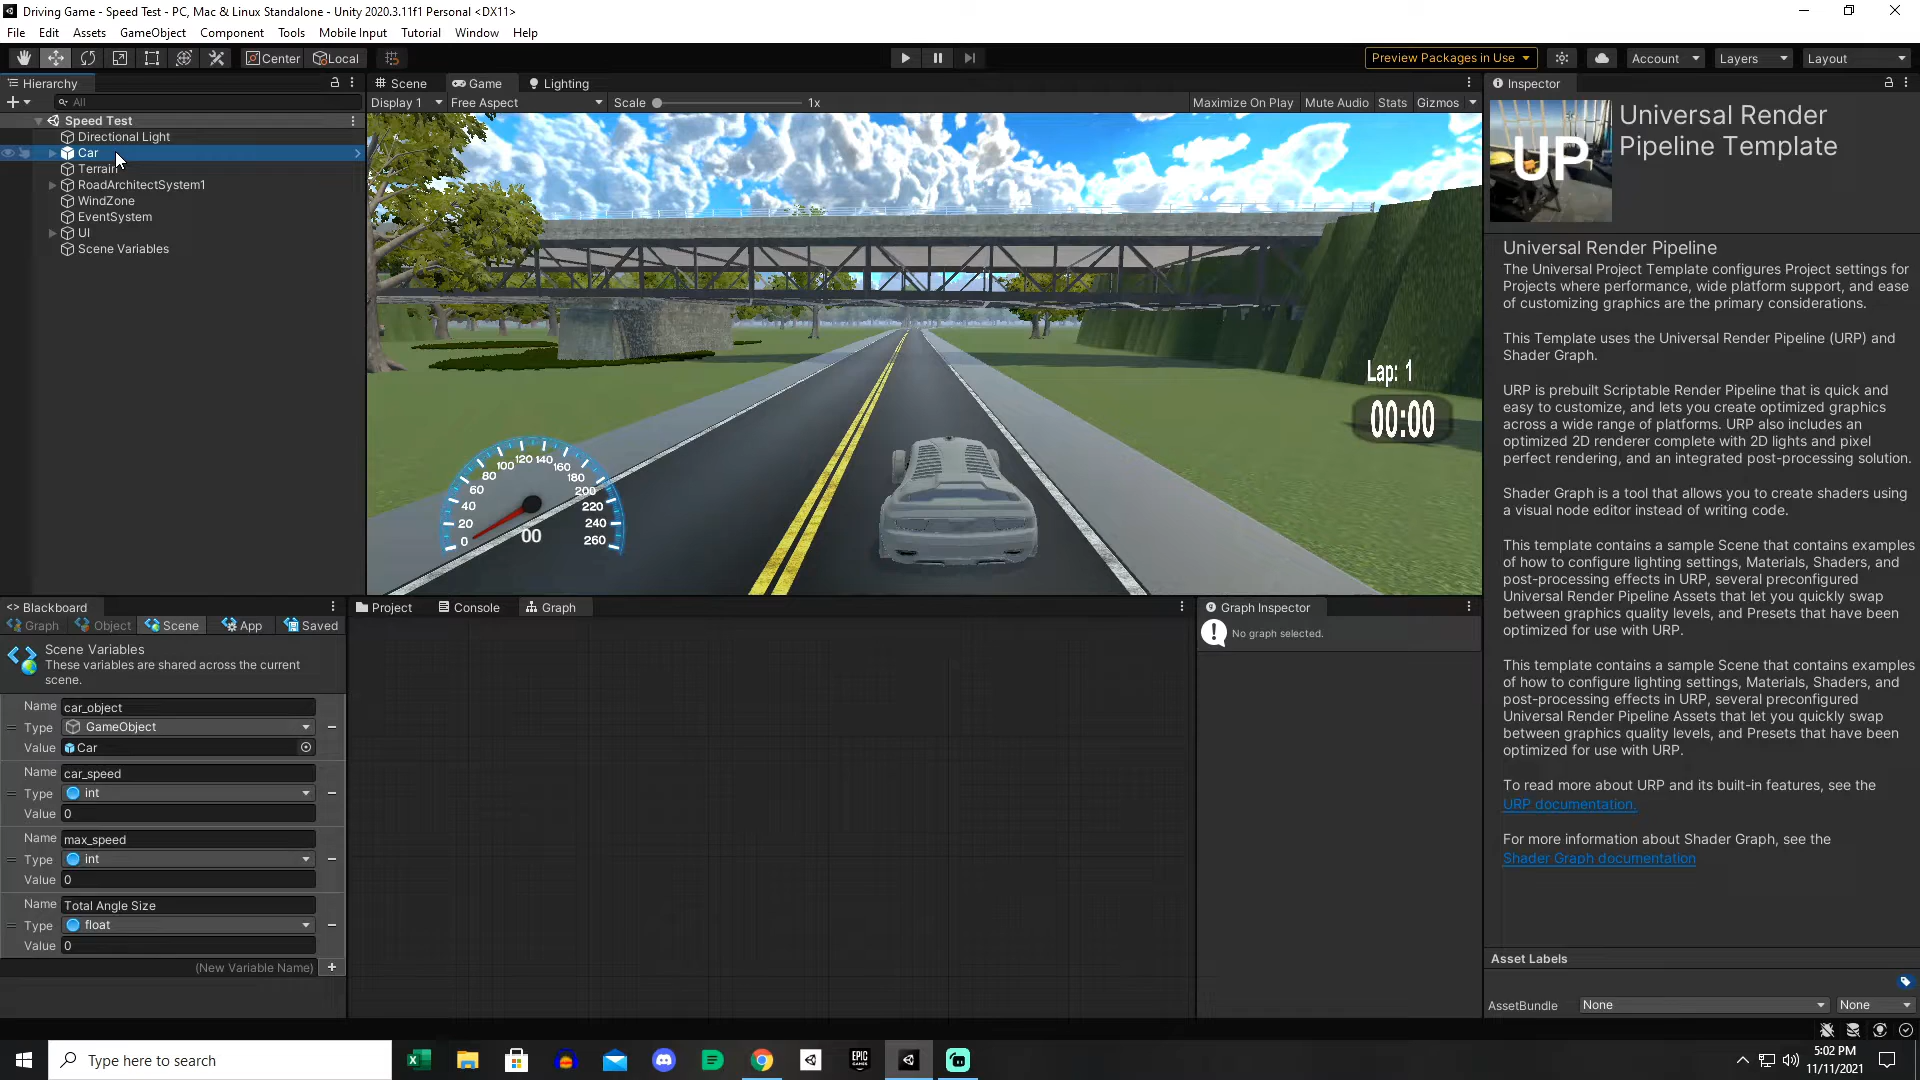 Driving Game - Speed Test - PC, Mac & Linux Standalone - Unity 2020.3.11f1 Personal <DX11>
File Edit Assets GameObject Component Tools Mobile Input Tutorial Window Help
Center Local Preview Packages in Use Account Layers Layout
Hierarchy
All
Speed Test
Directional Light
Car
Terrain
RoadArchitectSystem1
WindZone
EventSystem
UI
Scene Variables
Scene Game Lighting
Display 1 Free Aspect Scale 1x Maximize On Play Mute Audio Stats Gizmos
Lap: 1
00:00
0 20 40 60 80 100 120 140 160 180 200 220 240 260
00
Inspector
UP
Universal Render
Pipeline Template
Universal Render Pipeline
The Universal Project Template configures Project settings for
Projects where performance, wide platform support, and ease
of customizing graphics are the primary considerations.
This Template uses the Universal Render Pipeline (URP) and
Shader Graph.
URP is prebuilt Scriptable Render Pipeline that is quick and
easy to customize, and lets you create optimized graphics
across a wide range of platforms. URP also includes an
optimized 2D renderer complete with 2D lights and pixel
perfect rendering, and an integrated post-processing solution.
Shader Graph is a tool that allows you to create shaders using
a visual node editor instead of writing code.
This template contains a sample Scene that contains examples
of how to configure lighting settings, Materials, Shaders, and
post-processing effects in URP, several preconfigured
Universal Render Pipeline Assets that let you quickly swap
between graphics quality levels, and Presets that have been
optimized for use with URP.
This template contains a sample Scene that contains examples
of how to configure lighting settings, Materials, Shaders, and
post-processing effects in URP, several preconfigured
Universal Render Pipeline Assets that let you quickly swap
between graphics quality levels, and Presets that have been
optimized for use with URP.
To read more about URP and its built-in features, see the
URP documentation.
For more information about Shader Graph, see the
Shader Graph documentation
Asset Labels
AssetBundle None None
<> Blackboard
Graph Object Scene App Saved
Scene Variables
These variables are shared across the current
scene.
Name car_object
Type GameObject
Value Car
Name car_speed
Type int
Value 0
Name max_speed
Type int
Value 0
Name Total Angle Size
Type float
Value 0
(New Variable Name) +
Project Console Graph
Graph Inspector
No graph selected.
Type here to search
EPIC GAMES
5:02 PM
11/11/2021